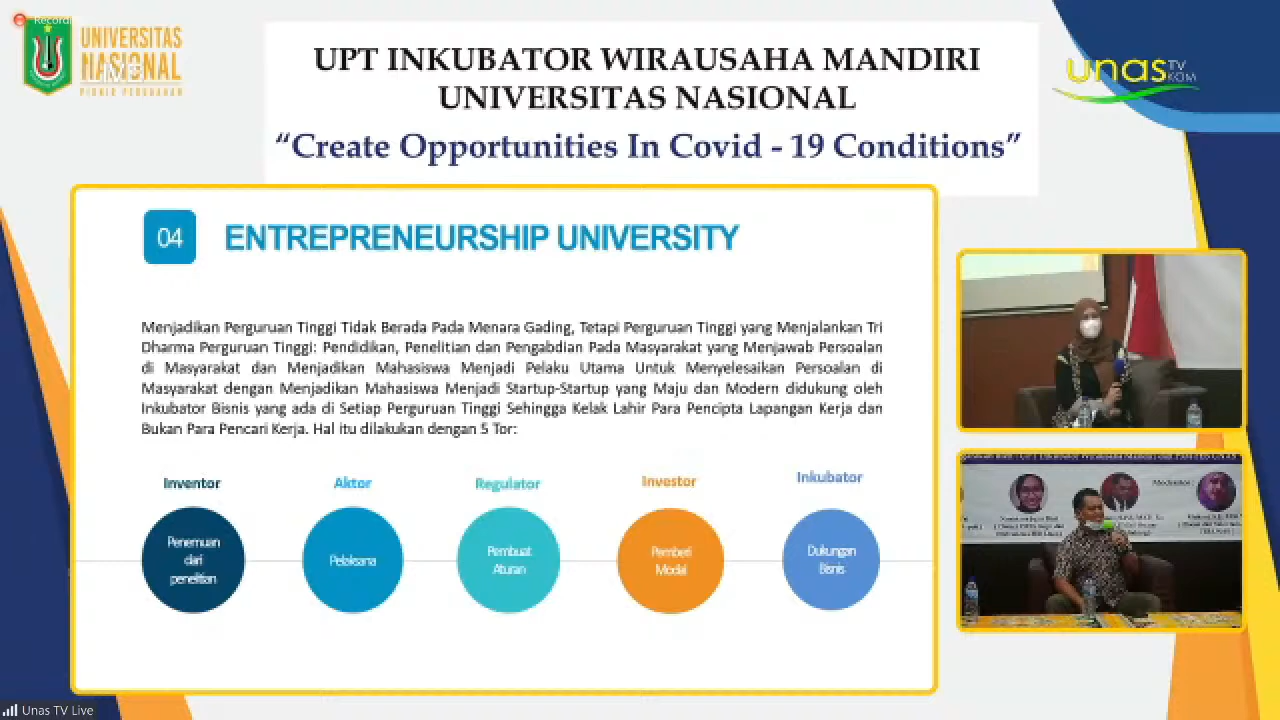 Recordi
UNIVERSITAS
NASIONAL
PIONIR PERUBAHAN
UPT INKUBATOR WIRAUSAHA MANDIRI
UNIVERSITAS NASIONAL
“Create Opportunities In Covid - 19 Conditions”
unas TV
KOM
04
ENTREPRENEURSHIP UNIVERSITY
Menjadikan Perguruan Tinggi Tidak Berada Pada Menara Gading, Tetapi Perguruan Tinggi yang Menjalankan Tri
Dharma Perguruan Tinggi: Pendidikan, Penelitian dan Pengabdian Pada Masyarakat yang Menjawab Persoalan
di Masyarakat dan Menjadikan Mahasiswa Menjadi Pelaku Utama Untuk Menyelesaikan Persoalan di
Masyarakat dengan Menjadikan Mahasiswa Menjadi Startup-Startup yang Maju dan Modern didukung oleh
Inkubator Bisnis yang ada di Setiap Perguruan Tinggi Sehingga Kelak Lahir Para Pencipta Lapangan Kerja dan
Bukan Para Pencari Kerja. Hal itu dilakukan dengan 5 Tor:
Inventor
Aktor
Regulator
Investor
Inkubator
Penemuan
dari
penelitian
Pelaksana
Pembuat
Aturan
Pemberi
Modal
Dukungan
Bisnis
Moderator:
Unas TV Live